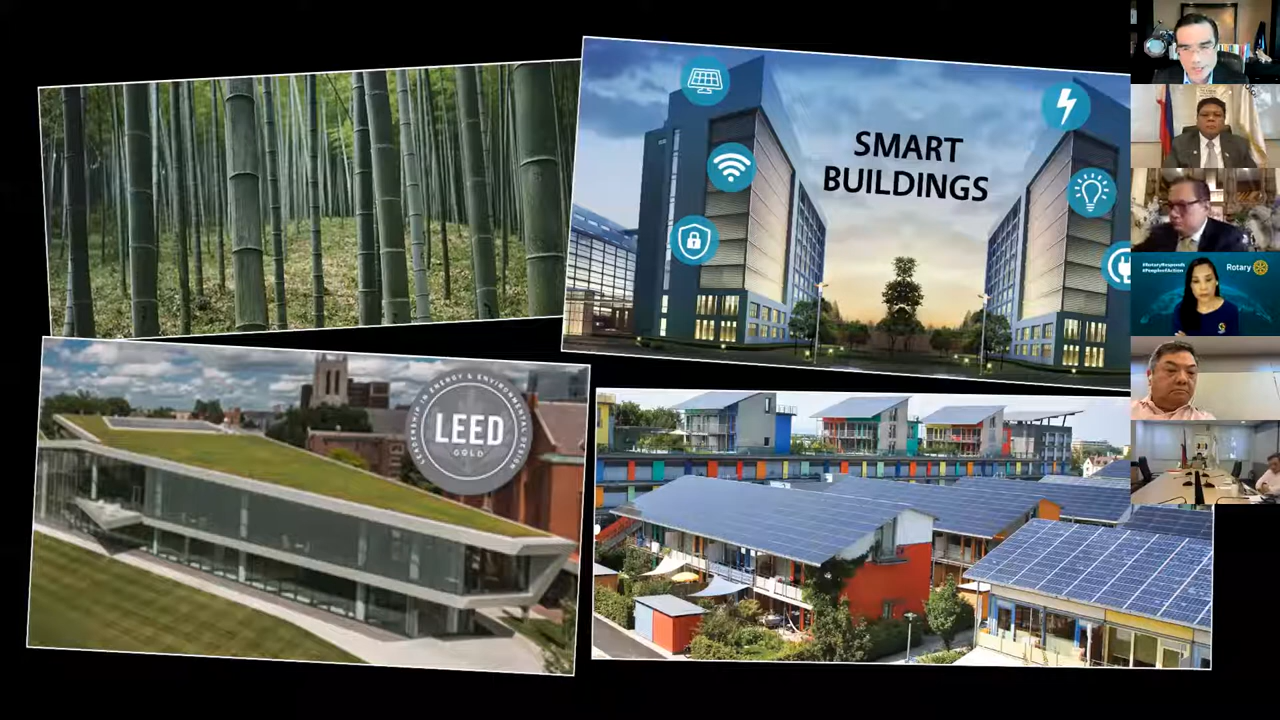 SMART
BUILDINGS
#RotaryResponds
#PeopleofAction
Rotary
LEADERSHIP IN ENERGY & ENVIRONMENTAL DESIGN
LEED
GOLD